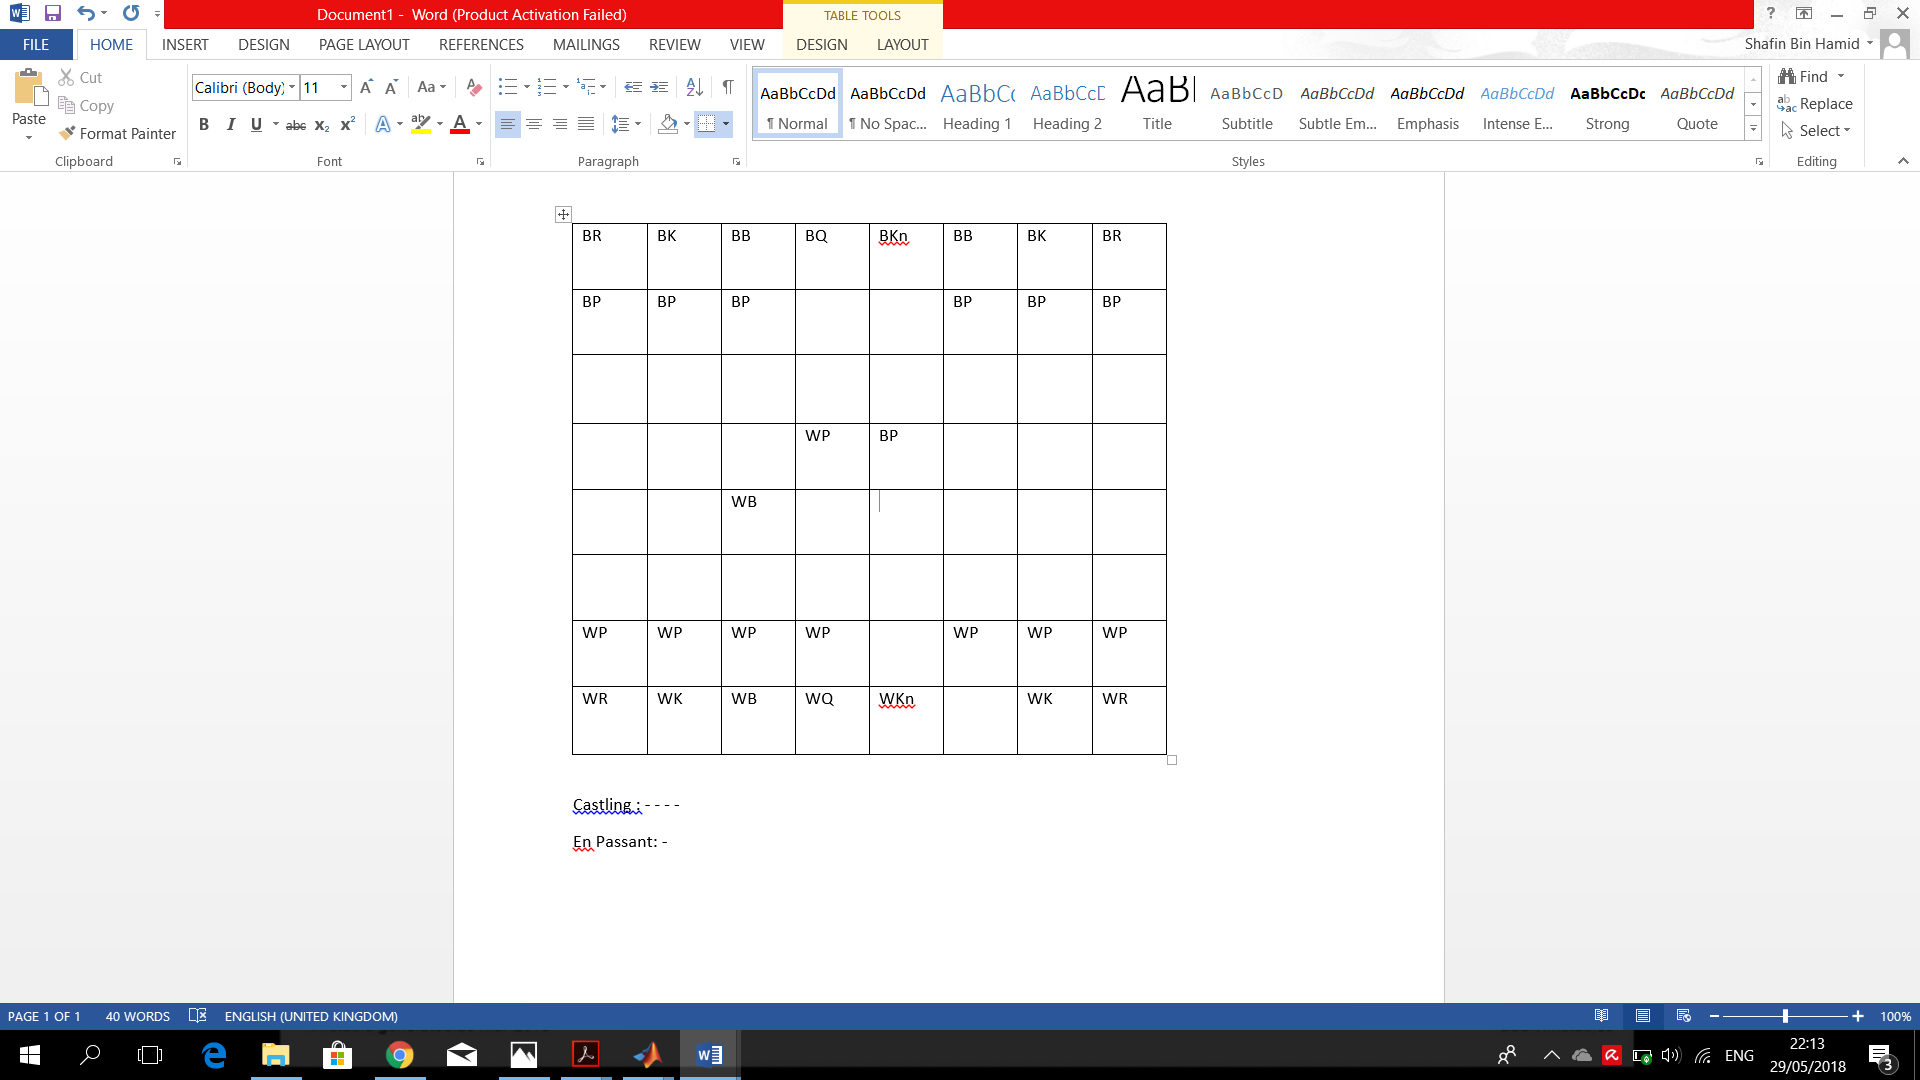 Document1 - Word (Product Activation Failed)
TABLE TOOLS
FILE HOME INSERT DESIGN PAGE LAYOUT REFERENCES MAILINGS REVIEW VIEW DESIGN LAYOUT Shafin Bin Hamid
Paste
Cut
Copy
Format Painter
Clipboard
Calibri (Body) 11
Font
Paragraph
AaBbCcDd AaBbCcDd AaBbCc AaBbCcD AaB AaBbCcD AaBbCcDd AaBbCcDd AaBbCcDd AaBbCcDc AaBbCcDd
¶ Normal ¶ No Spac... Heading 1 Heading 2 Title Subtitle Subtle Em... Emphasis Intense E... Strong Quote
Styles
Find
Replace
Select
Editing
BR BK BB BQ BKn BB BK BR
BP BP BP BP BP BP
WP BP
WB
WP WP WP WP WP WP WP
WR WK WB WQ WKn WK WR
Castling : - - - -
En Passant: -
PAGE 1 OF 1 40 WORDS ENGLISH (UNITED KINGDOM) 100%
ENG
22:13
29/05/2018
3